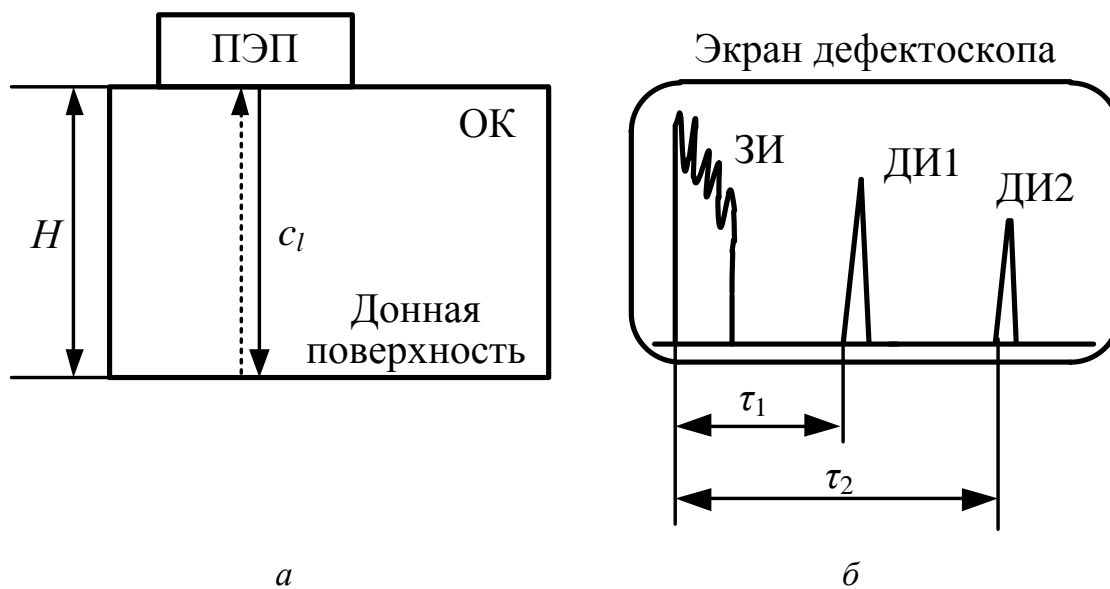 ПЭП
ОК
H
c_l
Донная
поверхность
а
Экран дефектоскопа
ЗИ
ДИ1
ДИ2
τ₁
τ₂
б